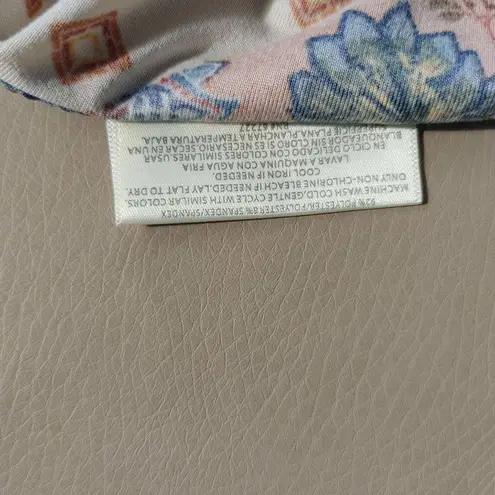 92% POLYESTER/POLYESTER 8% SPANDEX/SPANDEX
MACHINE WASH COLD, GENTLE CYCLE WITH SIMILAR COLORS.
ONLY NON-CHLORINE BLEACH IF NEEDED. LAY FLAT TO DRY.
COOL IRON IF NEEDED.
LAVAR A MAQUINA CON AGUA FRIA
EN CICLO DELICADO CON COLORES SIMILARES. USAR
BLANQUEADOR SIN CLORO SI ES NECESARIO. SECAR EN UNA
SUPERFICIE PLANA. PLANCHAR A TEMPERATURA BAJA.